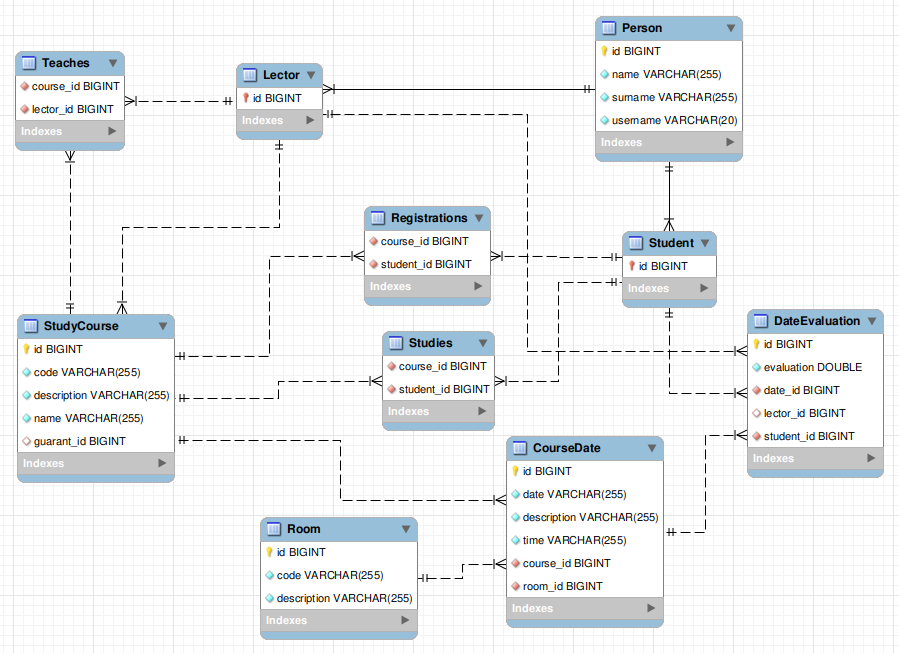 Person
id BIGINT
name VARCHAR(255)
surname VARCHAR(255)
username VARCHAR(20)
Indexes
Teaches
course_id BIGINT
lector_id BIGINT
Indexes
Lector
id BIGINT
Indexes
Registrations
course_id BIGINT
student_id BIGINT
Indexes
Student
id BIGINT
Indexes
StudyCourse
id BIGINT
code VARCHAR(255)
description VARCHAR(255)
name VARCHAR(255)
guarant_id BIGINT
Indexes
Studies
course_id BIGINT
student_id BIGINT
Indexes
DateEvaluation
id BIGINT
evaluation DOUBLE
date_id BIGINT
lector_id BIGINT
student_id BIGINT
Indexes
CourseDate
id BIGINT
date VARCHAR(255)
description VARCHAR(255)
time VARCHAR(255)
course_id BIGINT
room_id BIGINT
Indexes
Room
id BIGINT
code VARCHAR(255)
description VARCHAR(255)
Indexes